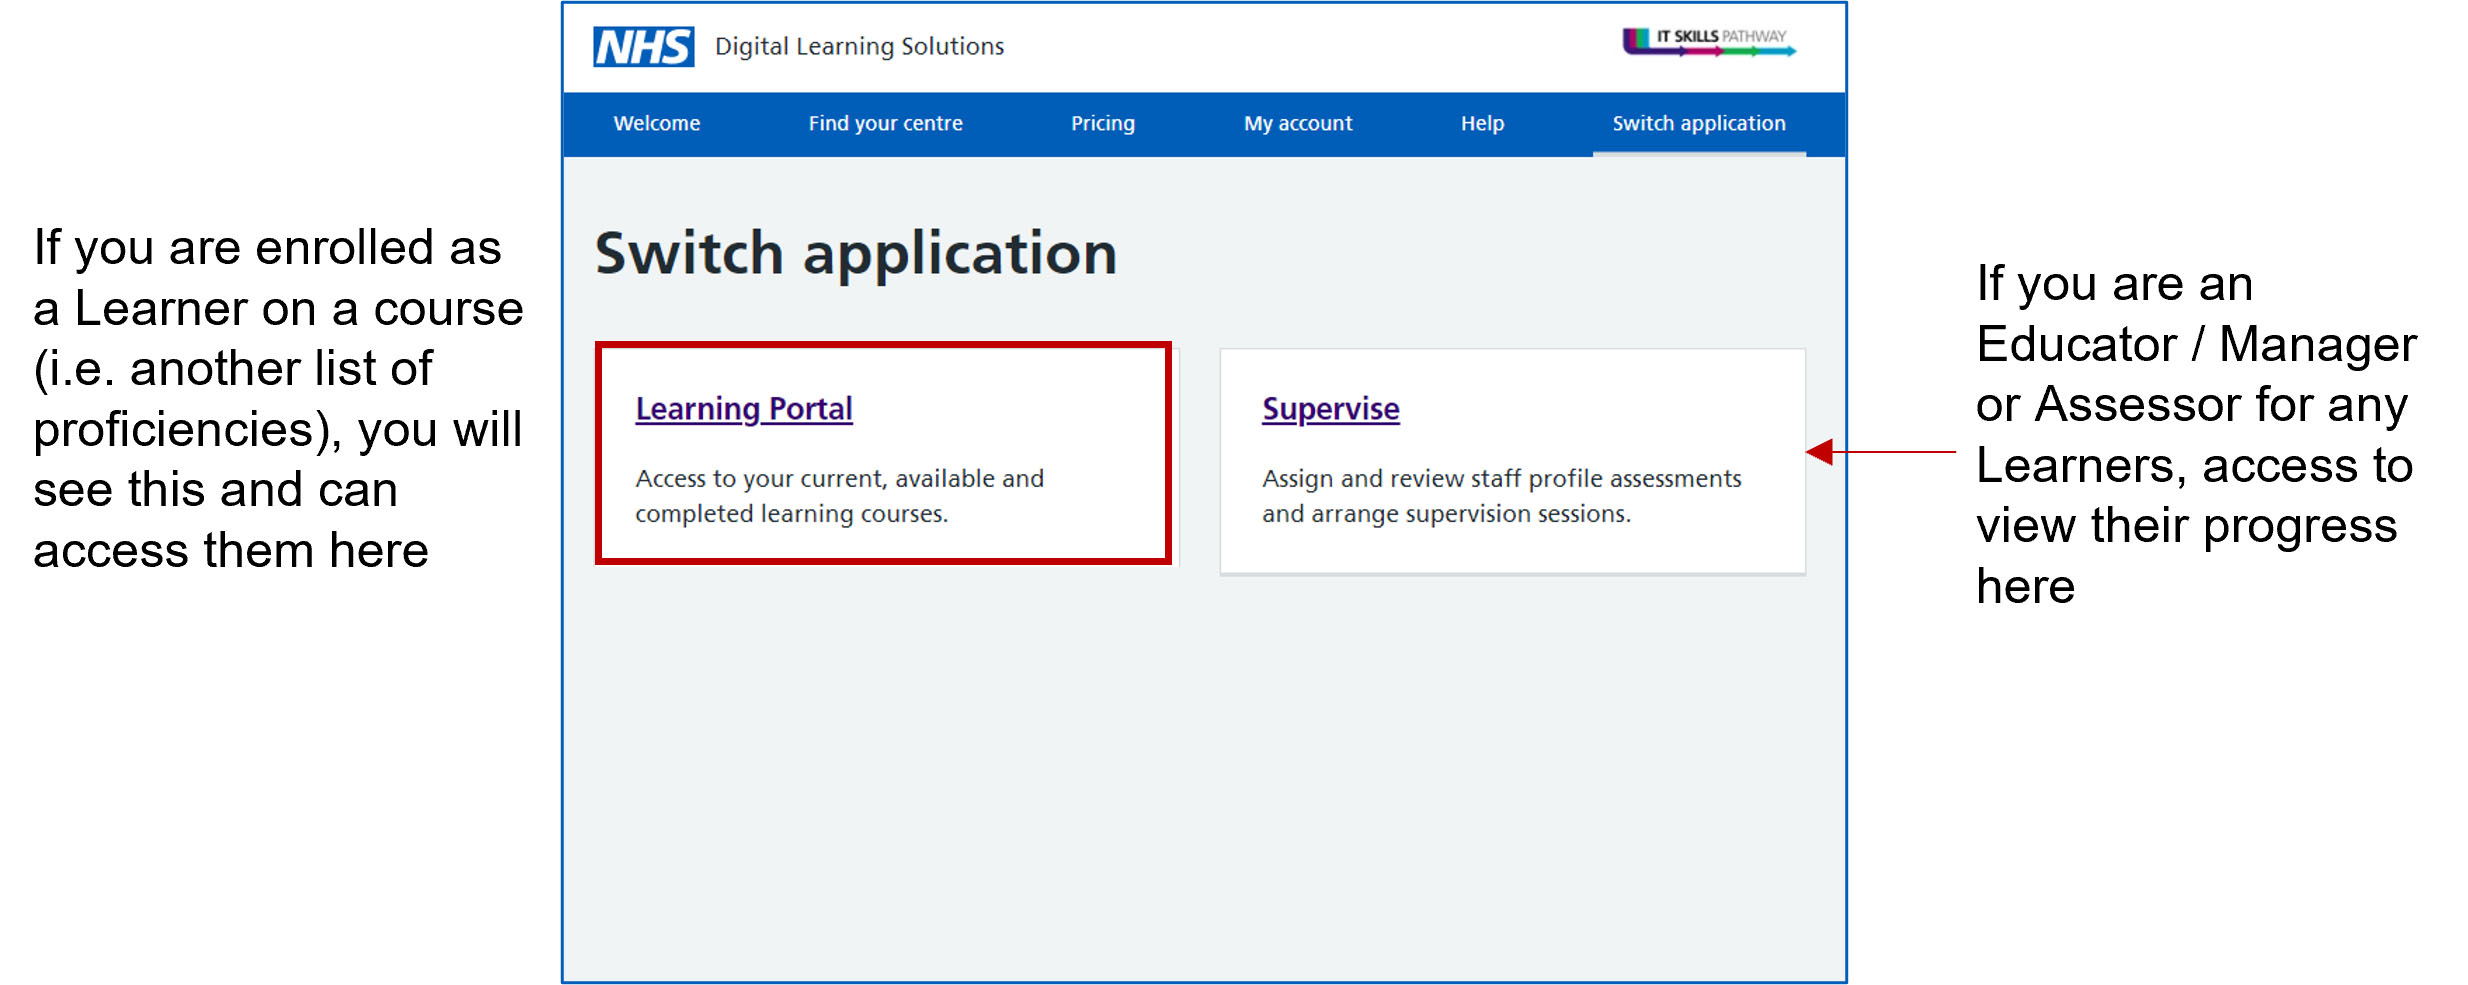 NHS Digital Learning Solutions
IT SKILLS PATHWAY
Welcome Find your centre Pricing My account Help Switch application
If you are enrolled as
a Learner on a course
(i.e. another list of
proficiencies), you will
see this and can
access them here
Switch application
Learning Portal
Access to your current, available and
completed learning courses.
Supervise
Assign and review staff profile assessments
and arrange supervision sessions.
If you are an
Educator / Manager
or Assessor for any
Learners, access to
view their progress
here